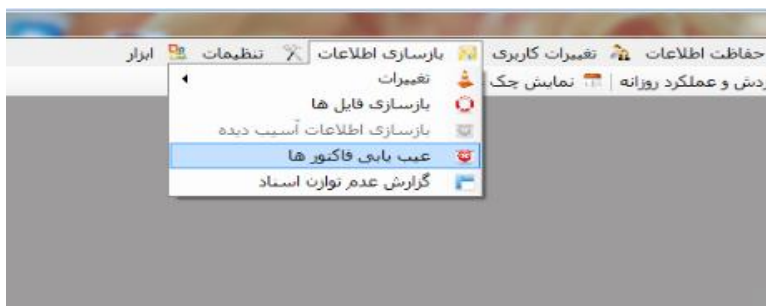 حفاظت اطلاعات تغییرات کاربری بازسازی اطلاعات تنظیمات ابزار
نمایش چک | عملکرد روزانه و
تغییرات
بازسازی فایل ها
بازسازی اطلاعات آسیب دیده
عیب یابی فاکتور ها
گزارش عدم توازن اسناد